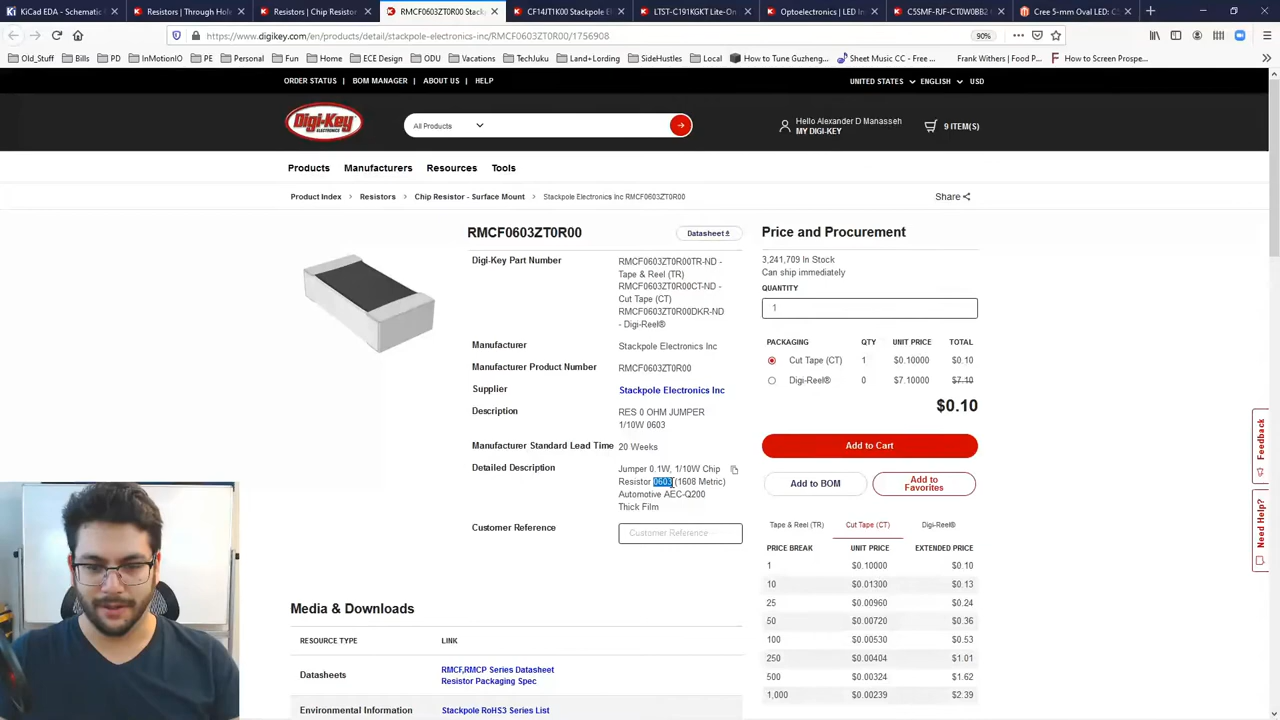 KiCad EDA - Schematic C
Resistors | Through Hol
Resistors | Chip Resistor
RMCF0603ZT0R00 Stack
CF14JT1K00 Stackpole El
LTST-C191KGKT Lite-On
Optoelectronics | LED In
C5SMF-RJF-CT0W0BB2
Cree 5-mm Oval LED: C5
https://www.digikey.com/en/products/detail/stackpole-electronics-inc/RMCF0603ZT0R00/1756908
90%
Old_Stuff
Bills
PD
InMotionIO
PE
Personal
Fun
Home
ECE Design
ODU
Vacations
TechJuku
Land+Lording
SideHustles
Local
How to Tune Guzheng...
Sheet Music CC - Free ...
Frank Withers | Food P...
How to Screen Prospe...
ORDER STATUS | BOM MANAGER | ABOUT US | HELP
UNITED STATES ENGLISH USD
Digi-Key
ELECTRONICS
All Products
Hello Alexander D Manasseh
MY DIGI-KEY
9 ITEM(S)
Products Manufacturers Resources Tools
Product Index > Resistors > Chip Resistor - Surface Mount > Stackpole Electronics Inc RMCF0603ZT0R00
Share
RMCF0603ZT0R00
Datasheet
Digi-Key Part Number
RMCF0603ZT0R00TR-ND -
Tape & Reel (TR)
RMCF0603ZT0R00CT-ND -
Cut Tape (CT)
RMCF0603ZT0R00DKR-ND
- Digi-Reel®
Manufacturer
Stackpole Electronics Inc
Manufacturer Product Number
RMCF0603ZT0R00
Supplier
Stackpole Electronics Inc
Description
RES 0 OHM JUMPER
1/10W 0603
Manufacturer Standard Lead Time
20 Weeks
Detailed Description
Jumper 0.1W, 1/10W Chip
Resistor 0603 (1608 Metric)
Automotive AEC-Q200
Thick Film
Customer Reference
Customer Reference
Media & Downloads
RESOURCE TYPE LINK
Datasheets
RMCF,RMCP Series Datasheet
Resistor Packaging Spec
Environmental Information
Stackpole RoHS3 Series List
Price and Procurement
3,241,709 In Stock
Can ship immediately
QUANTITY
1
PACKAGING QTY UNIT PRICE TOTAL
Cut Tape (CT) 1 $0.10000 $0.10
Digi-Reel® 0 $7.10000 $7.10
$0.10
Add to Cart
Add to BOM
Add to
Favorites
Tape & Reel (TR) Cut Tape (CT) Digi-Reel®
PRICE BREAK UNIT PRICE EXTENDED PRICE
1 $0.10000 $0.10
10 $0.01300 $0.13
25 $0.00960 $0.24
50 $0.00720 $0.36
100 $0.00530 $0.53
250 $0.00404 $1.01
500 $0.00324 $1.62
1,000 $0.00239 $2.39
Feedback
Need Help?